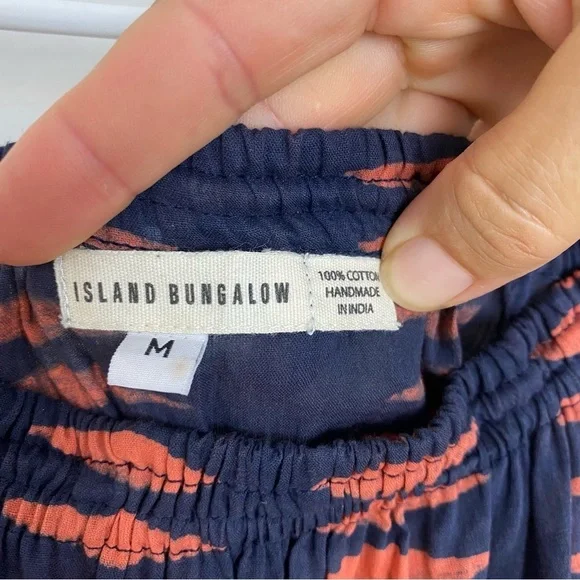 ISLAND BUNGALOW
100% COTTON
HANDMADE
IN INDIA
M